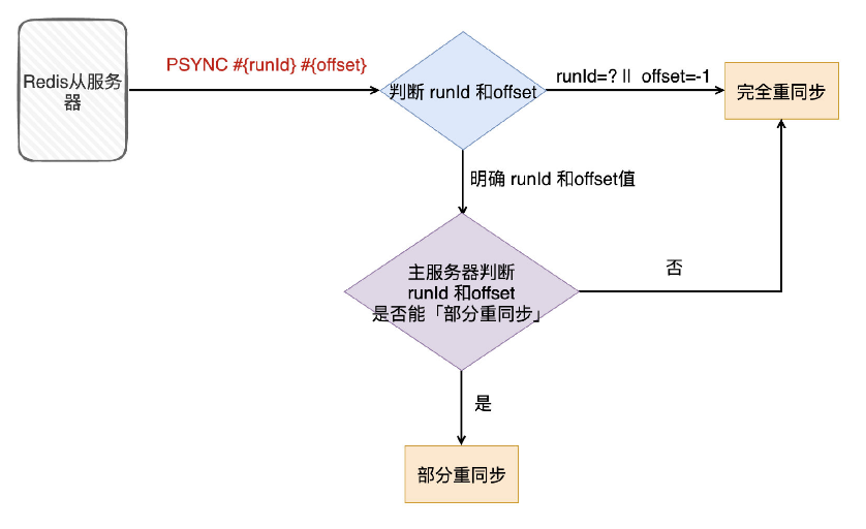 Redis从服务
器
PSYNC #{runId} #{offset}
判断 runId 和offset
runId=? || offset=-1
完全重同步
明确 runId 和offset值
主服务器判断
runId 和offset
是否能「部分重同步」
否
是
部分重同步